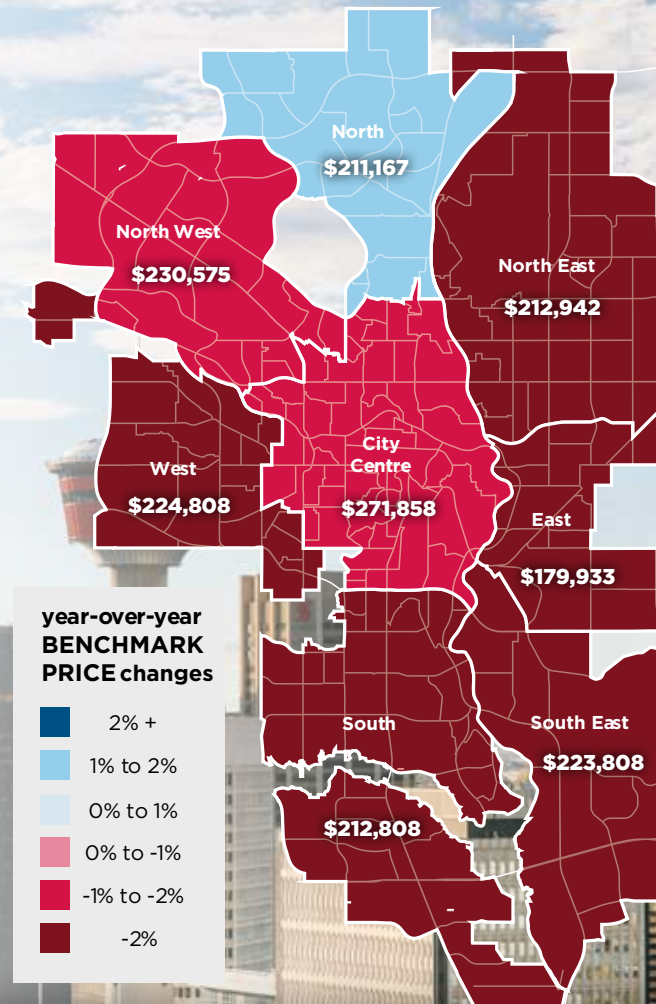 North
$211,167
North West
$230,575
North East
$212,942
City
Centre
$271,858
West
$224,808
East
$179,933
South
$212,808
South East
$223,808
year-over-year
BENCHMARK
PRICE changes
2% +
1% to 2%
0% to 1%
0% to -1%
-1% to -2%
-2%